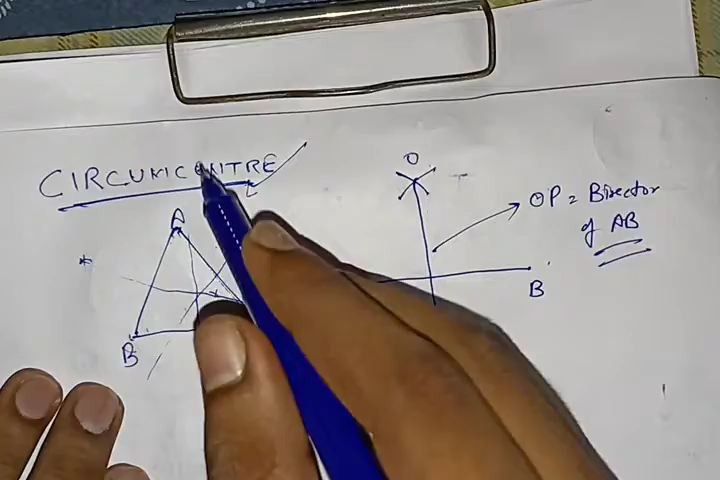 CIRCUMCENTRE
O
OP = Bisector
of AB
A
*
B
B